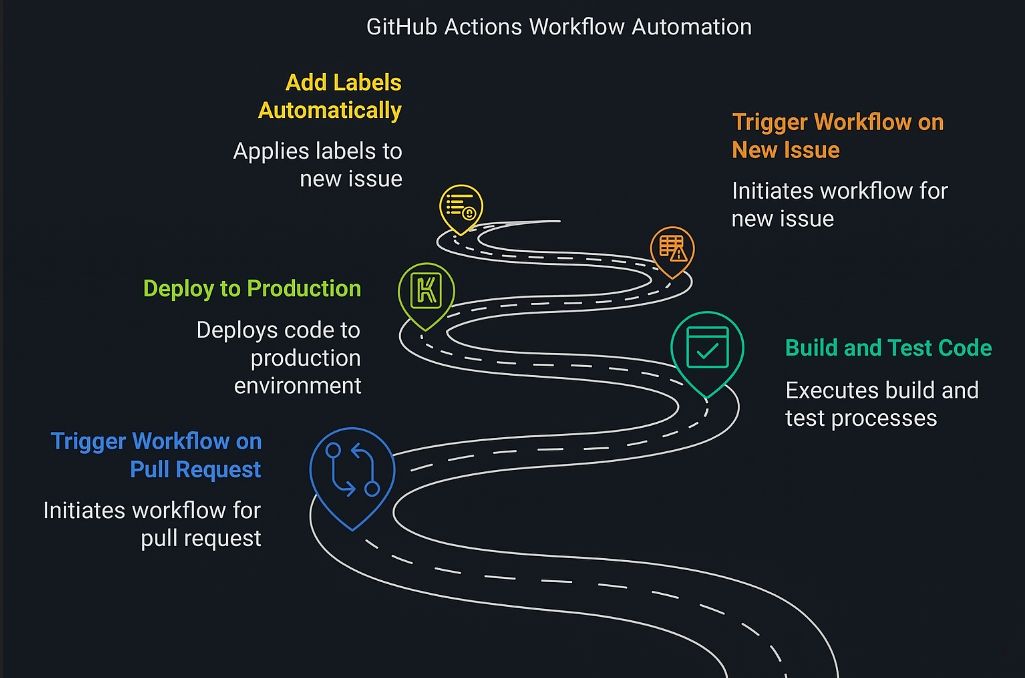 GitHub Actions Workflow Automation
Add Labels
Automatically
Applies labels to
new issue
Trigger Workflow on
New Issue
Initiates workflow for
new issue
Deploy to Production
Deploys code to
production
environment
Build and Test Code
Executes build and
test processes
Trigger Workflow on
Pull Request
Initiates workflow for
pull request